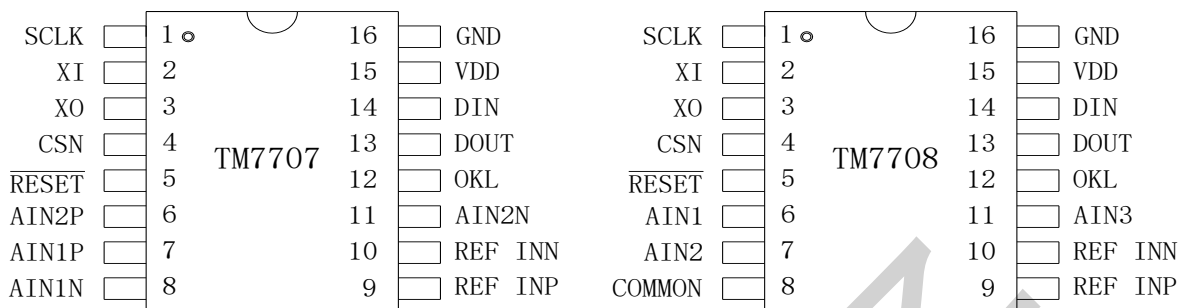 SCLK 1 16 GND SCLK 1 16 GND
XI 2 15 VDD XI 2 15 VDD
XO 3 14 DIN XO 3 14 DIN
CSN 4 13 DOUT CSN 4 13 DOUT
TM7707 TM7708
RESET 5 12 OKL RESET 5 12 OKL
AIN2P 6 11 AIN2N AIN1 6 11 AIN3
AIN1P 7 10 REF INN AIN2 7 10 REF INN
AIN1N 8 9 REF INP COMMON 8 9 REF INP